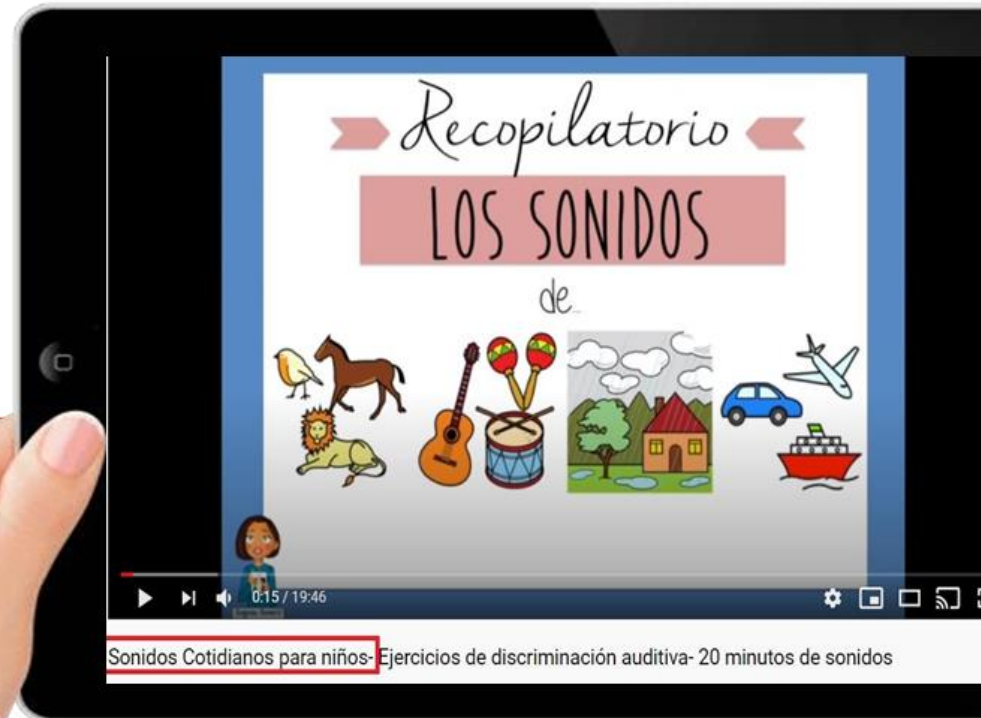 Recopilatorio
LOS SONIDOS
de...
0:15 / 19:46
Sonidos Cotidianos para niños- Ejercicios de discriminación auditiva- 20 minutos de sonidos